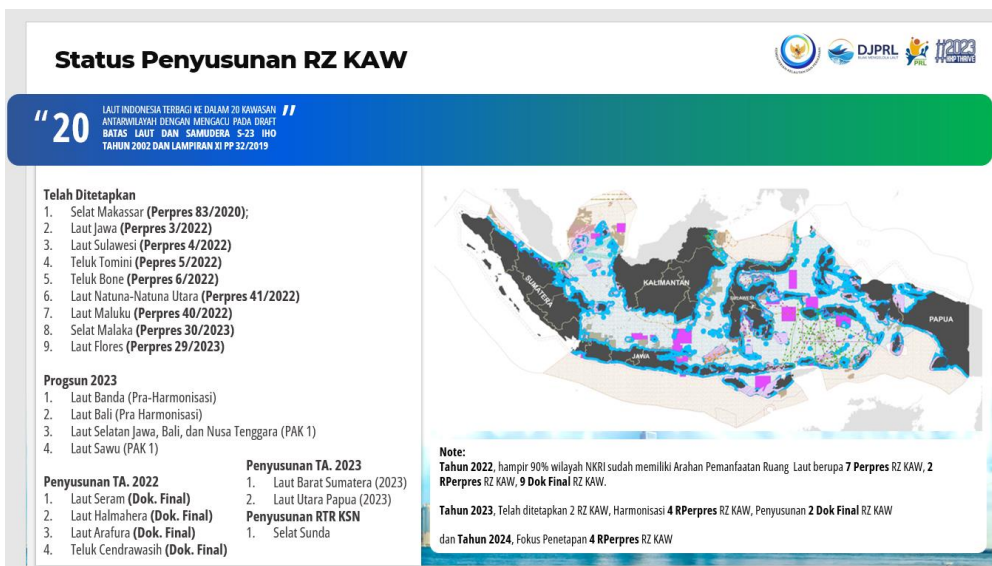 Status Penyusunan RZ KAW
DJPRL
PRL
#2023
“ 20
LAUT INDONESIA TERBAGI KE DALAM 20 KAWASAN
ANTARWILAYAH DENGAN MENGACU PADA DRAFT
BATAS LAUT DAN SAMUDERA S-23 IHO
TAHUN 2002 DAN LAMPIRAN XI PP 32/2019
”
Telah Ditetapkan
1. Selat Makassar (Perpres 83/2020);
2. Laut Jawa (Perpres 3/2022)
3. Laut Sulawesi (Perpres 4/2022)
4. Teluk Tomini (Pepres 5/2022)
5. Teluk Bone (Perpres 6/2022)
6. Laut Natuna-Natuna Utara (Perpres 41/2022)
7. Laut Maluku (Perpres 40/2022)
8. Selat Malaka (Perpres 30/2023)
9. Laut Flores (Perpres 29/2023)
Progsun 2023
1. Laut Banda (Pra-Harmonisasi)
2. Laut Bali (Pra Harmonisasi)
3. Laut Selatan Jawa, Bali, dan Nusa Tenggara (PAK 1)
4. Laut Sawu (PAK 1)
Penyusunan TA. 2022
1. Laut Seram (Dok. Final)
2. Laut Halmahera (Dok. Final)
3. Laut Arafura (Dok. Final)
4. Teluk Cendrawasih (Dok. Final)
Penyusunan TA. 2023
1. Laut Barat Sumatera (2023)
2. Laut Utara Papua (2023)
Penyusunan RTR KSN
1. Selat Sunda
SUMATERA
KALIMANTAN
SULAWESI
PAPUA
JAWA
Note:
Tahun 2022, hampir 90% wilayah NKRI sudah memiliki Arahan Pemanfaatan Ruang Laut berupa 7 Perpres RZ KAW, 2
RPerpres RZ KAW, 9 Dok Final RZ KAW.
Tahun 2023, Telah ditetapkan 2 RZ KAW, Harmonisasi 4 RPerpres RZ KAW, Penyusunan 2 Dok Final RZ KAW
dan Tahun 2024, Fokus Penetapan 4 RPerpres RZ KAW